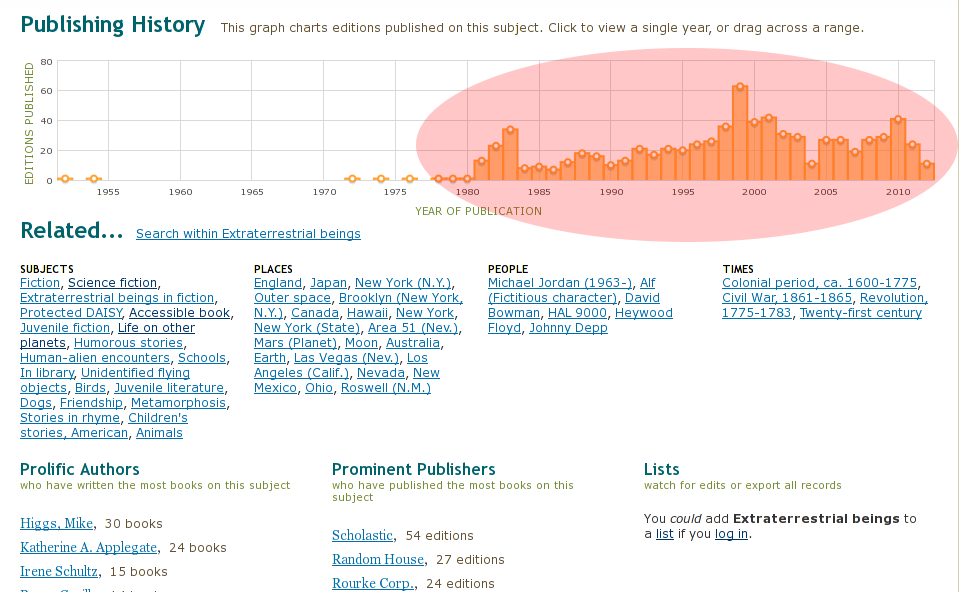 Publishing History This graph charts editions published on this subject. Click to view a single year, or drag across a range.
EDITIONS PUBLISHED
80
60
40
20
0
1955 1960 1965 1970 1975 1980 1985 1990 1995 2000 2005 2010
YEAR OF PUBLICATION
Related... Search within Extraterrestrial beings
SUBJECTS
Fiction, Science fiction,
Extraterrestrial beings in fiction,
Protected DAISY, Accessible book,
Juvenile fiction, Life on other
planets, Humorous stories,
Human-alien encounters, Schools,
In library, Unidentified flying
objects, Birds, Juvenile literature,
Dogs, Friendship, Metamorphosis,
Stories in rhyme, Children's
stories, American, Animals
PLACES
England, Japan, New York (N.Y.),
Outer space, Brooklyn (New York,
N.Y.), Canada, Hawaii, New York,
New York (State), Area 51 (Nev.),
Mars (Planet), Moon, Australia,
Earth, Las Vegas (Nev.), Los
Angeles (Calif.), Nevada, New
Mexico, Ohio, Roswell (N.M.)
PEOPLE
Michael Jordan (1963-), Alf
(Fictitious character), David
Bowman, HAL 9000, Heywood
Floyd, Johnny Depp
TIMES
Colonial period, ca. 1600-1775,
Civil War, 1861-1865, Revolution,
1775-1783, Twenty-first century
Prolific Authors
who have written the most books on this subject
Higgs, Mike, 30 books
Katherine A. Applegate, 24 books
Irene Schultz, 15 books
Prominent Publishers
who have published the most books on this
subject
Scholastic, 54 editions
Random House, 27 editions
Rourke Corp., 24 editions
Lists
watch for edits or export all records
You could add Extraterrestrial beings to
a list if you log in.